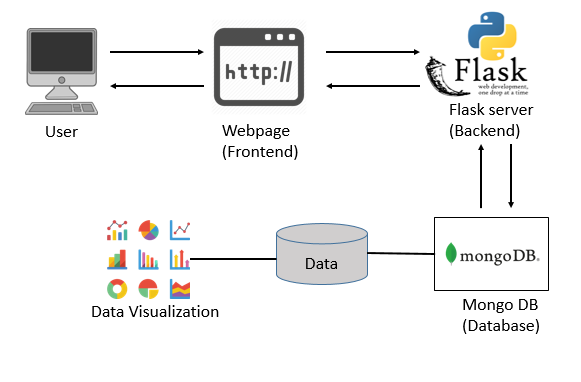 http://
Flask
web development,
one drop at a time
User
Webpage
(Frontend)
Flask server
(Backend)
Data
mongoDB.
Data Visualization
Mongo DB
(Database)